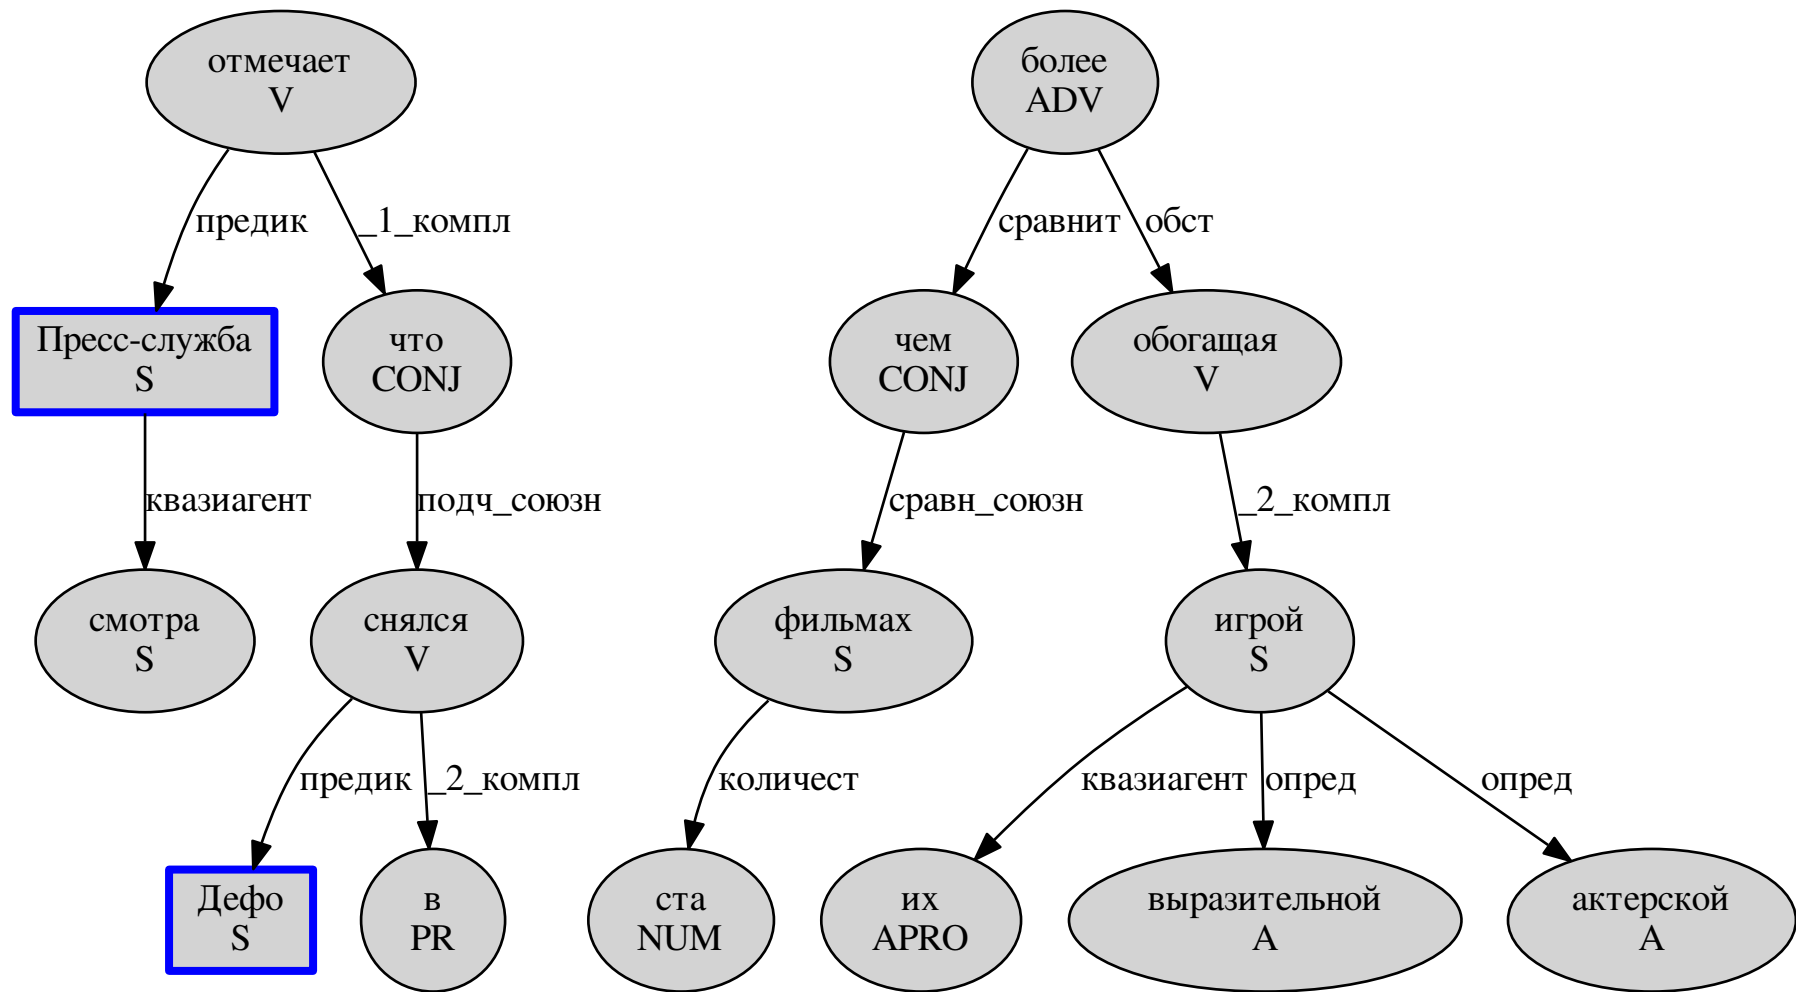 отмечает
V
более
ADV
предик
_1_компл
сравнит
обст
Пресс-служба
S
что
CONJ
чем
CONJ
обогащая
V
квазиагент
подч_союзн
сравн_союзн
_2_компл
смотра
S
снялся
V
фильмах
S
игрой
S
предик
_2_компл
количест
квазиагент
опред
опред
Дефо
S
в
PR
ста
NUM
их
APRO
выразительной
A
актерской
A